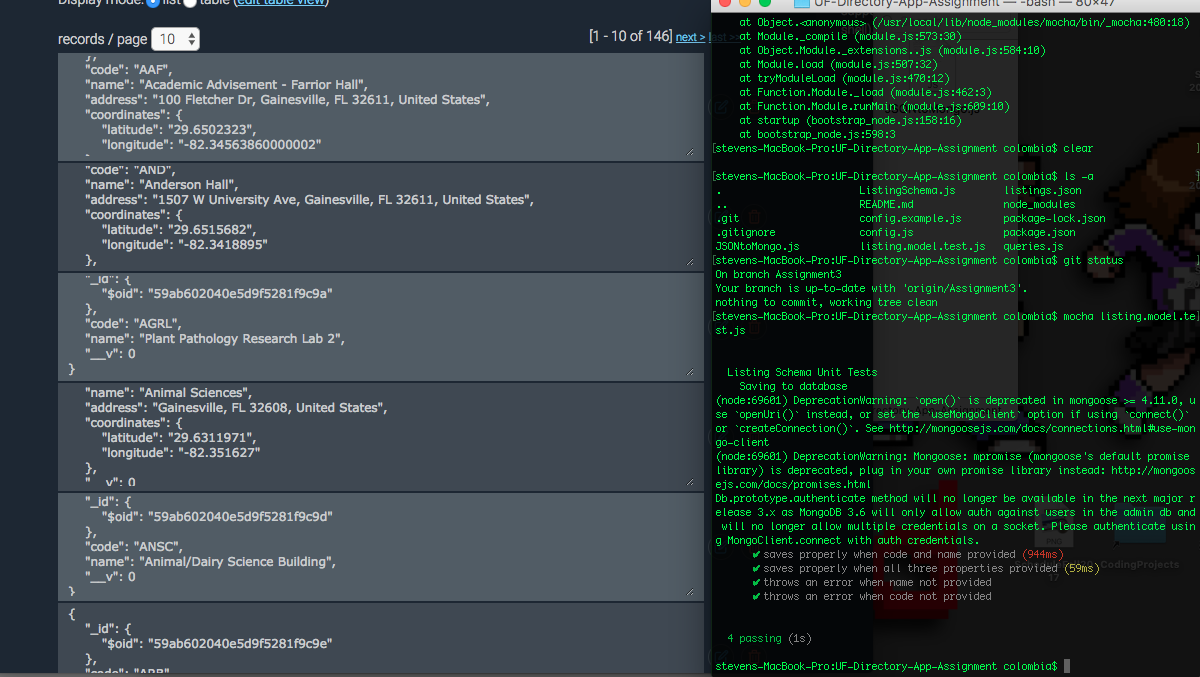 Display mode: list table (edit table view)
records / page 10
[1 - 10 of 146] next > last >>
},
"code": "AAF",
"name": "Academic Advisement - Farrior Hall",
"address": "100 Fletcher Dr, Gainesville, FL 32611, United States",
"coordinates": {
"latitude": "29.6502323",
"longitude": "-82.34563860000002"
"code": "AND",
"name": "Anderson Hall",
"address": "1507 W University Ave, Gainesville, FL 32611, United States",
"coordinates": {
"latitude": "29.6515682",
"longitude": "-82.3418895"
},
"_id": {
"$oid": "59ab602040e5d9f5281f9c9a"
},
"code": "AGRL",
"name": "Plant Pathology Research Lab 2",
"__v": 0
}
"name": "Animal Sciences",
"address": "Gainesville, FL 32608, United States",
"coordinates": {
"latitude": "29.6311971",
"longitude": "-82.351627"
},
"__v": 0
"_id": {
"$oid": "59ab602040e5d9f5281f9c9d"
},
"code": "ANSC",
"name": "Animal/Dairy Science Building",
"__v": 0
}
{
"_id": {
"$oid": "59ab602040e5d9f5281f9c9e"
},
"code": "ARB",
UF-Directory-App-Assignment — -bash — 80×47
at Object.<anonymous> (/usr/local/lib/node_modules/mocha/bin/_mocha:480:18)
at Module._compile (module.js:573:30)
at Object.Module._extensions..js (module.js:584:10)
at Module.load (module.js:507:32)
at tryModuleLoad (module.js:470:12)
at Function.Module._load (module.js:462:3)
at Function.Module.runMain (module.js:609:10)
at startup (bootstrap_node.js:158:16)
at bootstrap_node.js:598:3
[stevens-MacBook-Pro:UF-Directory-App-Assignment colombia$ clear ]
[stevens-MacBook-Pro:UF-Directory-App-Assignment colombia$ ls -a ]
. ListingSchema.js listings.json
.. README.md node_modules
.git config.example.js package-lock.json
.gitignore config.js package.json
JSONtoMongo.js listing.model.test.js queries.js
[stevens-MacBook-Pro:UF-Directory-App-Assignment colombia$ git status ]
On branch Assignment3
Your branch is up-to-date with 'origin/Assignment3'.
nothing to commit, working tree clean
[stevens-MacBook-Pro:UF-Directory-App-Assignment colombia$ mocha listing.model.te]
st.js
Listing Schema Unit Tests
Saving to database
(node:69601) DeprecationWarning: `open()` is deprecated in mongoose >= 4.11.0, u
se `openUri()` instead, or set the `useMongoClient` option if using `connect()`
or `createConnection()`. See http://mongoosejs.com/docs/connections.html#use-mon
go-client
(node:69601) DeprecationWarning: Mongoose: mpromise (mongoose's default promise
library) is deprecated, plug in your own promise library instead: http://mongoos
ejs.com/docs/promises.html
Db.prototype.authenticate method will no longer be available in the next major r
elease 3.x as MongoDB 3.6 will only allow auth against users in the admin db and
will no longer allow multiple credentials on a socket. Please authenticate usin
g MongoClient.connect with auth credentials.
✔ saves properly when code and name provided (944ms)
✔ saves properly when all three properties provided (59ms)
✔ throws an error when name not provided
✔ throws an error when code not provided
CodingProjects
17
4 passing (1s)
stevens-MacBook-Pro:UF-Directory-App-Assignment colombia$